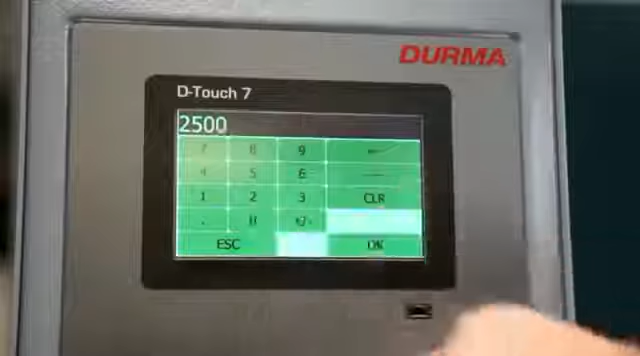 DURMA
D-Touch 7
2500
7 8 9
4 5 6
1 2 3 CLR
. 0 +/-
ESC OK